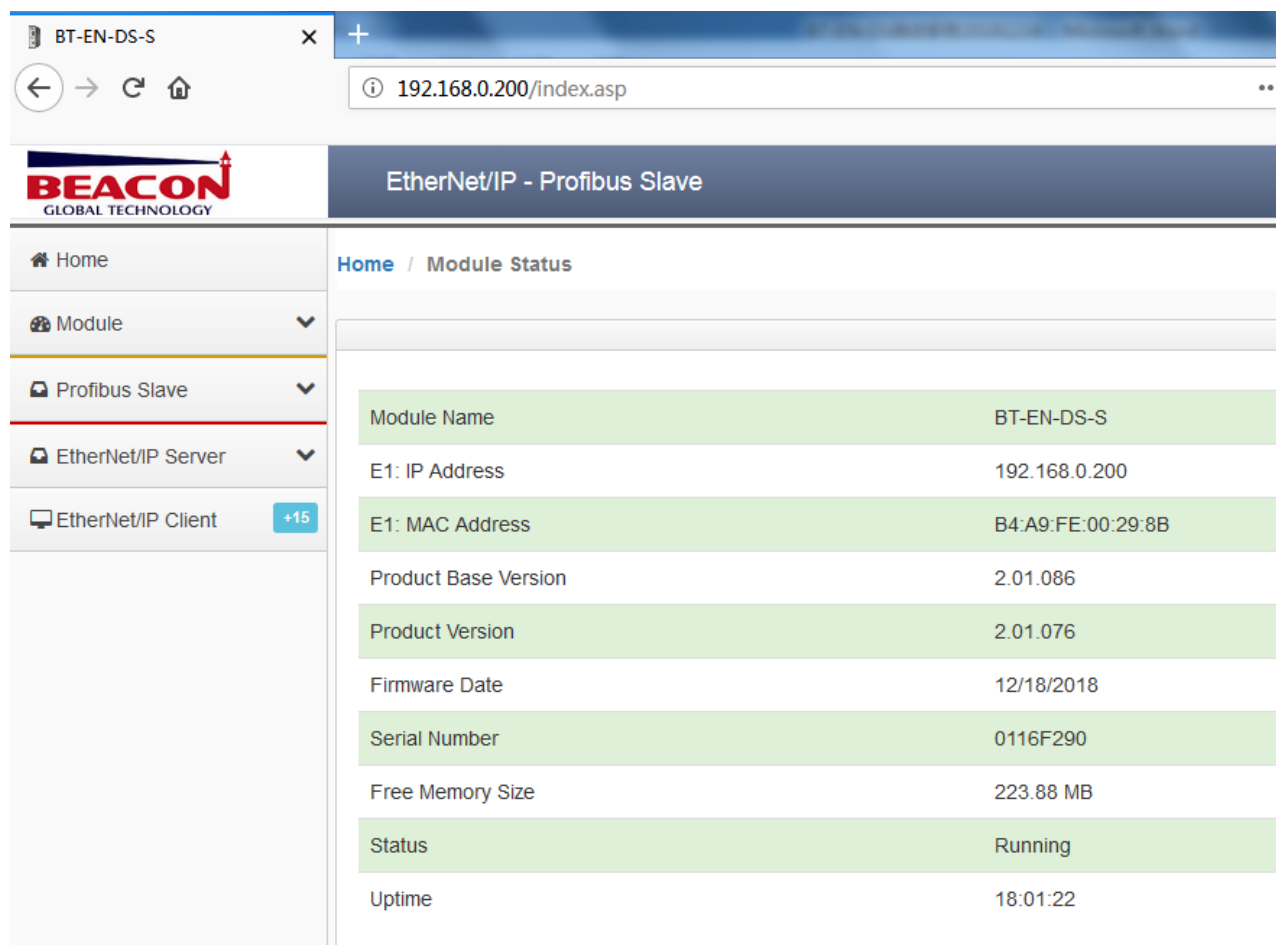 BT-EN-DS-S
192.168.0.200/index.asp
BEACON
GLOBAL TECHNOLOGY
EtherNet/IP - Profibus Slave
Home
Module
Profibus Slave
EtherNet/IP Server
EtherNet/IP Client +15
Home / Module Status
Module Name BT-EN-DS-S
E1: IP Address 192.168.0.200
E1: MAC Address B4:A9:FE:00:29:8B
Product Base Version 2.01.086
Product Version 2.01.076
Firmware Date 12/18/2018
Serial Number 0116F290
Free Memory Size 223.88 MB
Status Running
Uptime 18:01:22